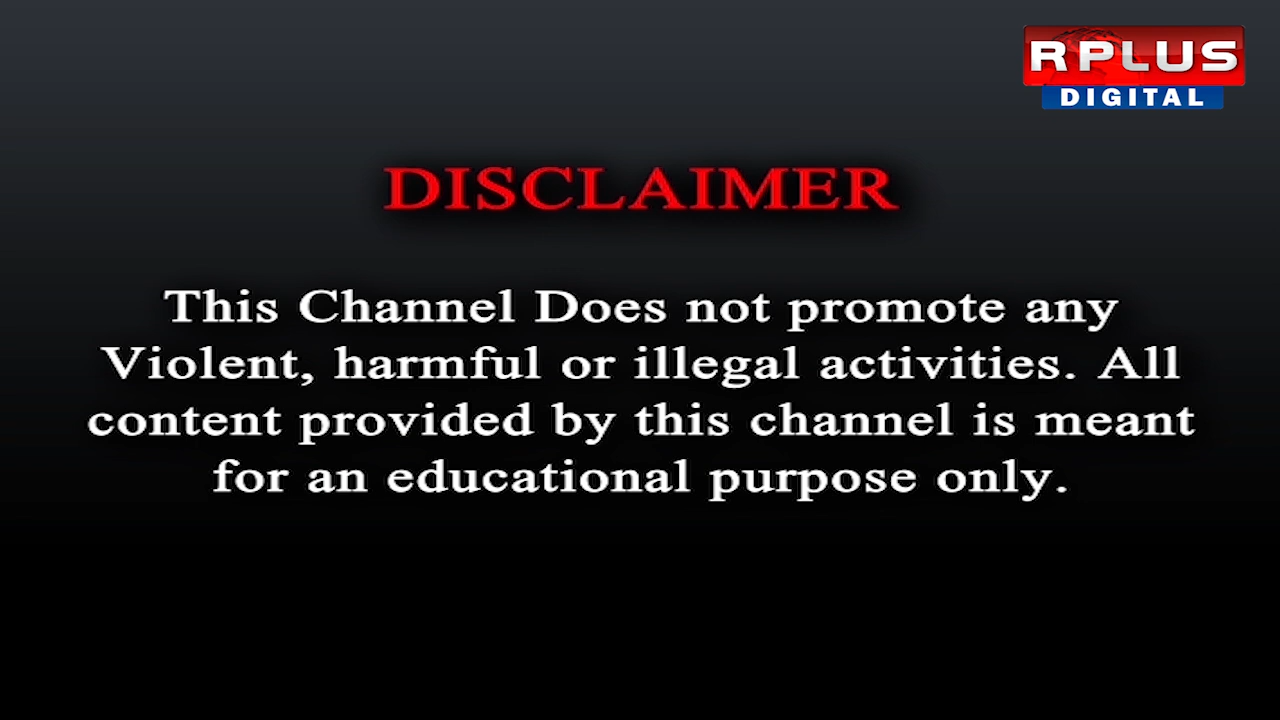 RPLUS
DIGITAL
DISCLAIMER
This Channel Does not promote any
Violent, harmful or illegal activities. All
content provided by this channel is meant
for an educational purpose only.